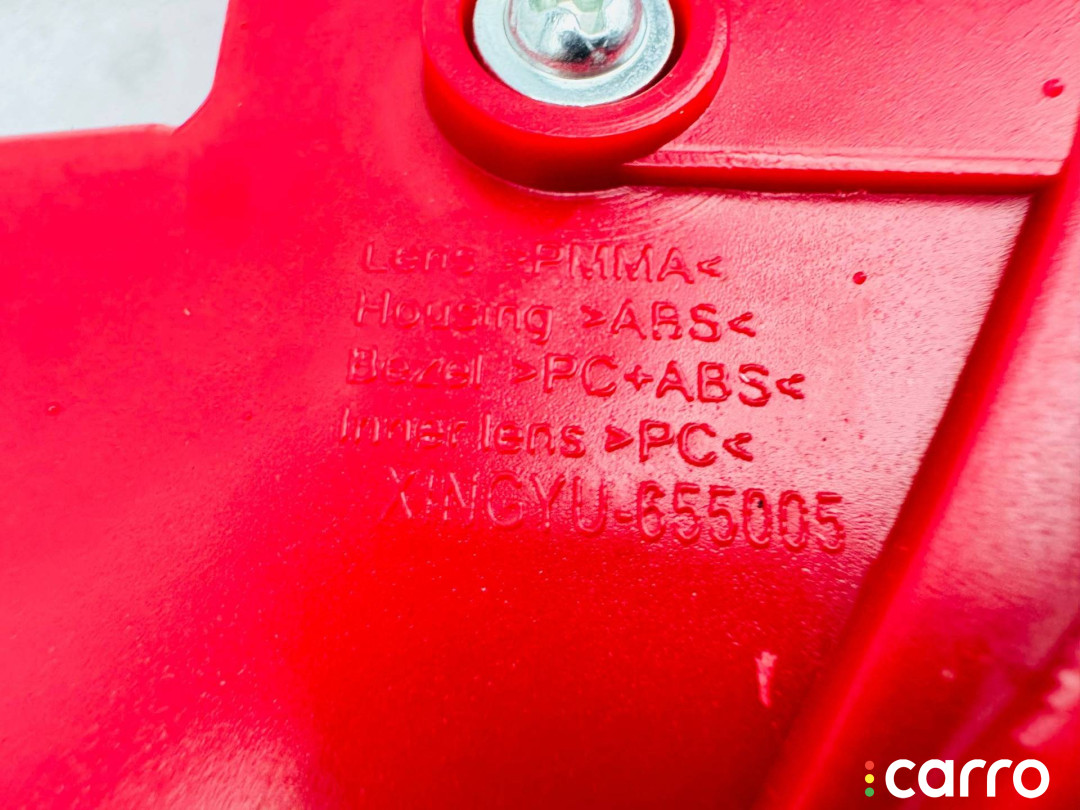 Lens >PMMA<
Housing >ABS<
Bezel >PC+ABS<
Inner lens >PC<
XINGYU-655005
carro